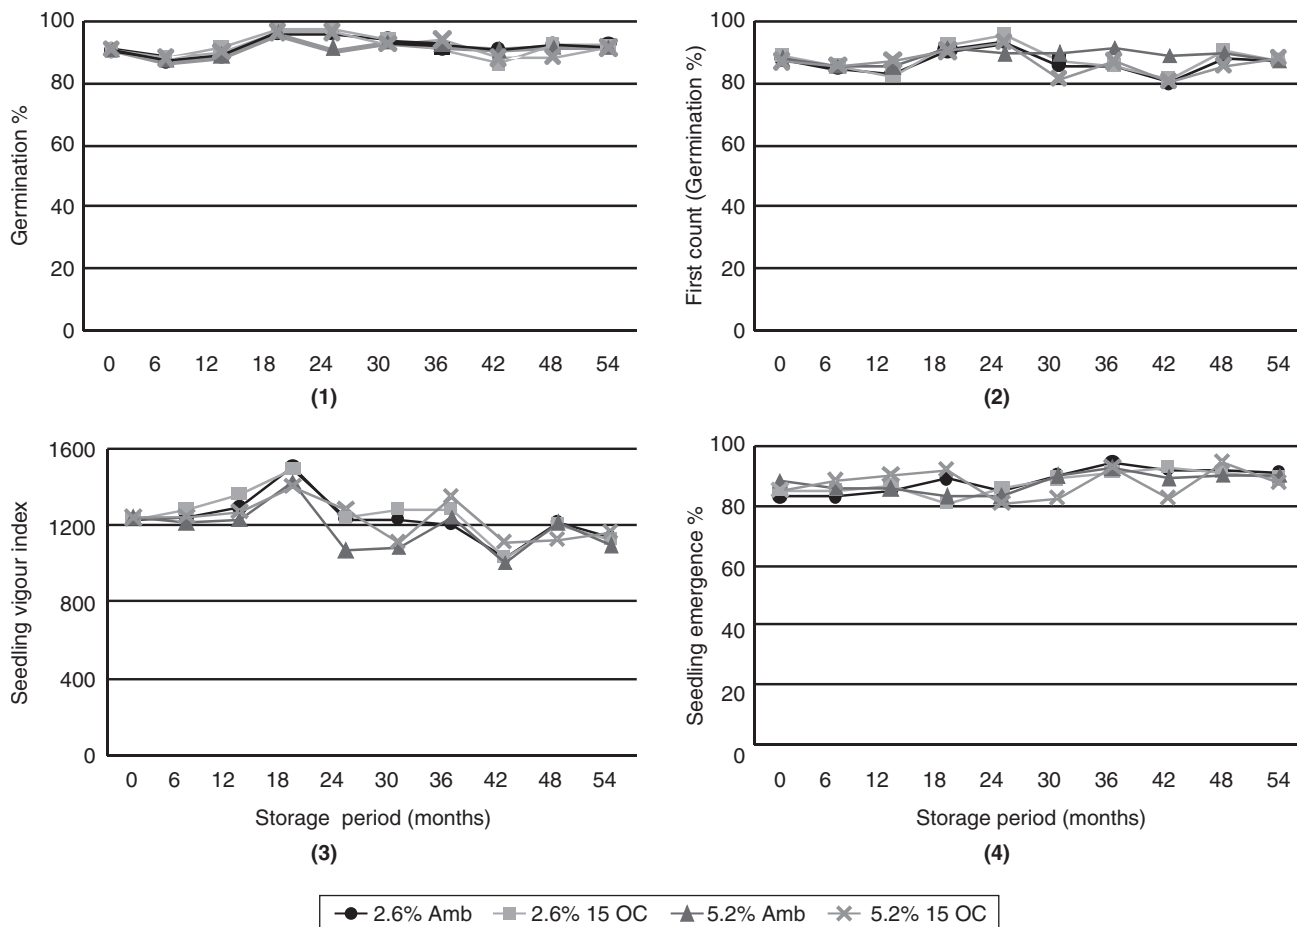 Germination %
100
80
60
40
20
0
0 6 12 18 24 30 36 42 48 54
(1)
First count (Germination %)
100
80
60
40
20
0
0 6 12 18 24 30 36 42 48 54
(2)
Seedling vigour index
1600
1200
800
400
0
0 6 12 18 24 30 36 42 48 54
Storage period (months)
(3)
Seedling emergence %
100
80
60
40
20
0
0 6 12 18 24 30 36 42 48 54
Storage period (months)
(4)
2.6% Amb 2.6% 15 OC 5.2% Amb 5.2% 15 OC